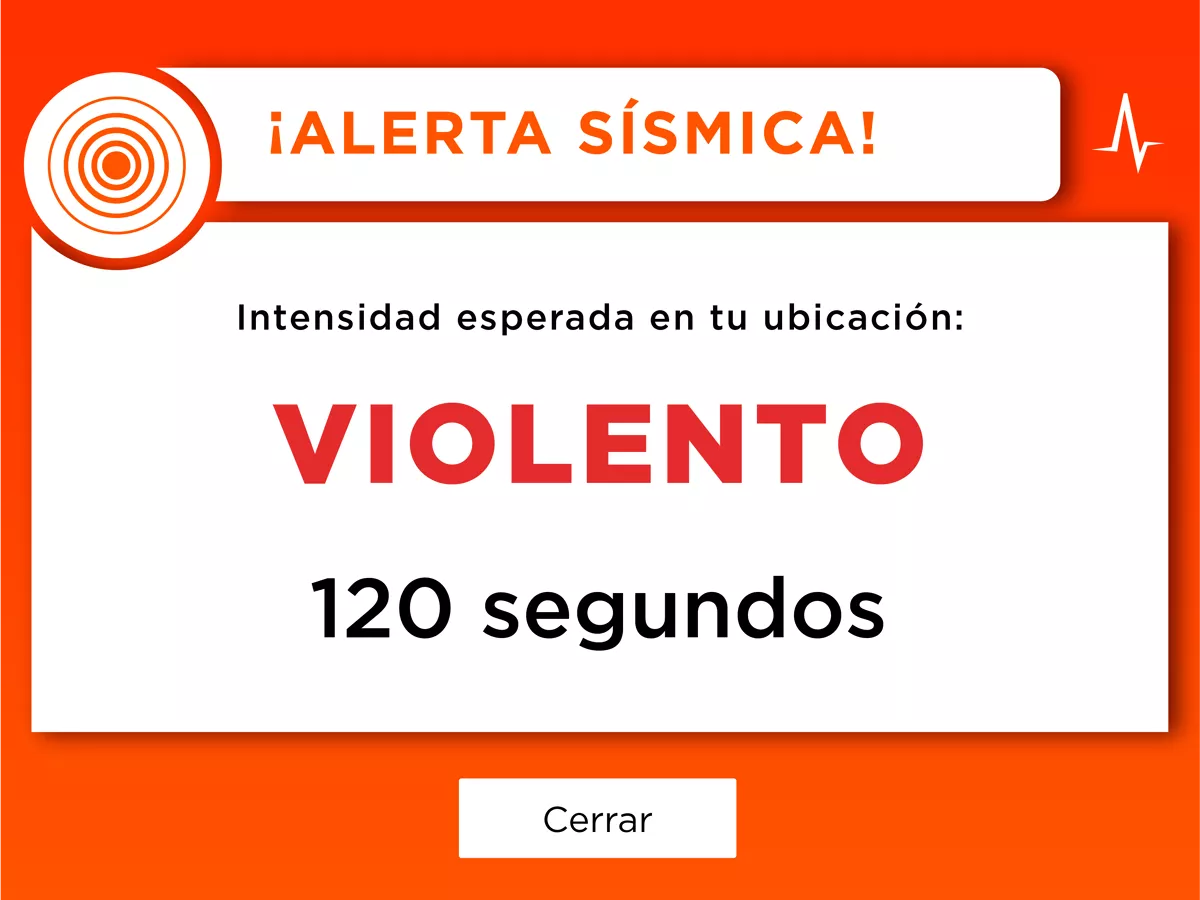 ¡ALERTA SÍSMICA!
Intensidad esperada en tu ubicación:
VIOLENTO
120 segundos
Cerrar